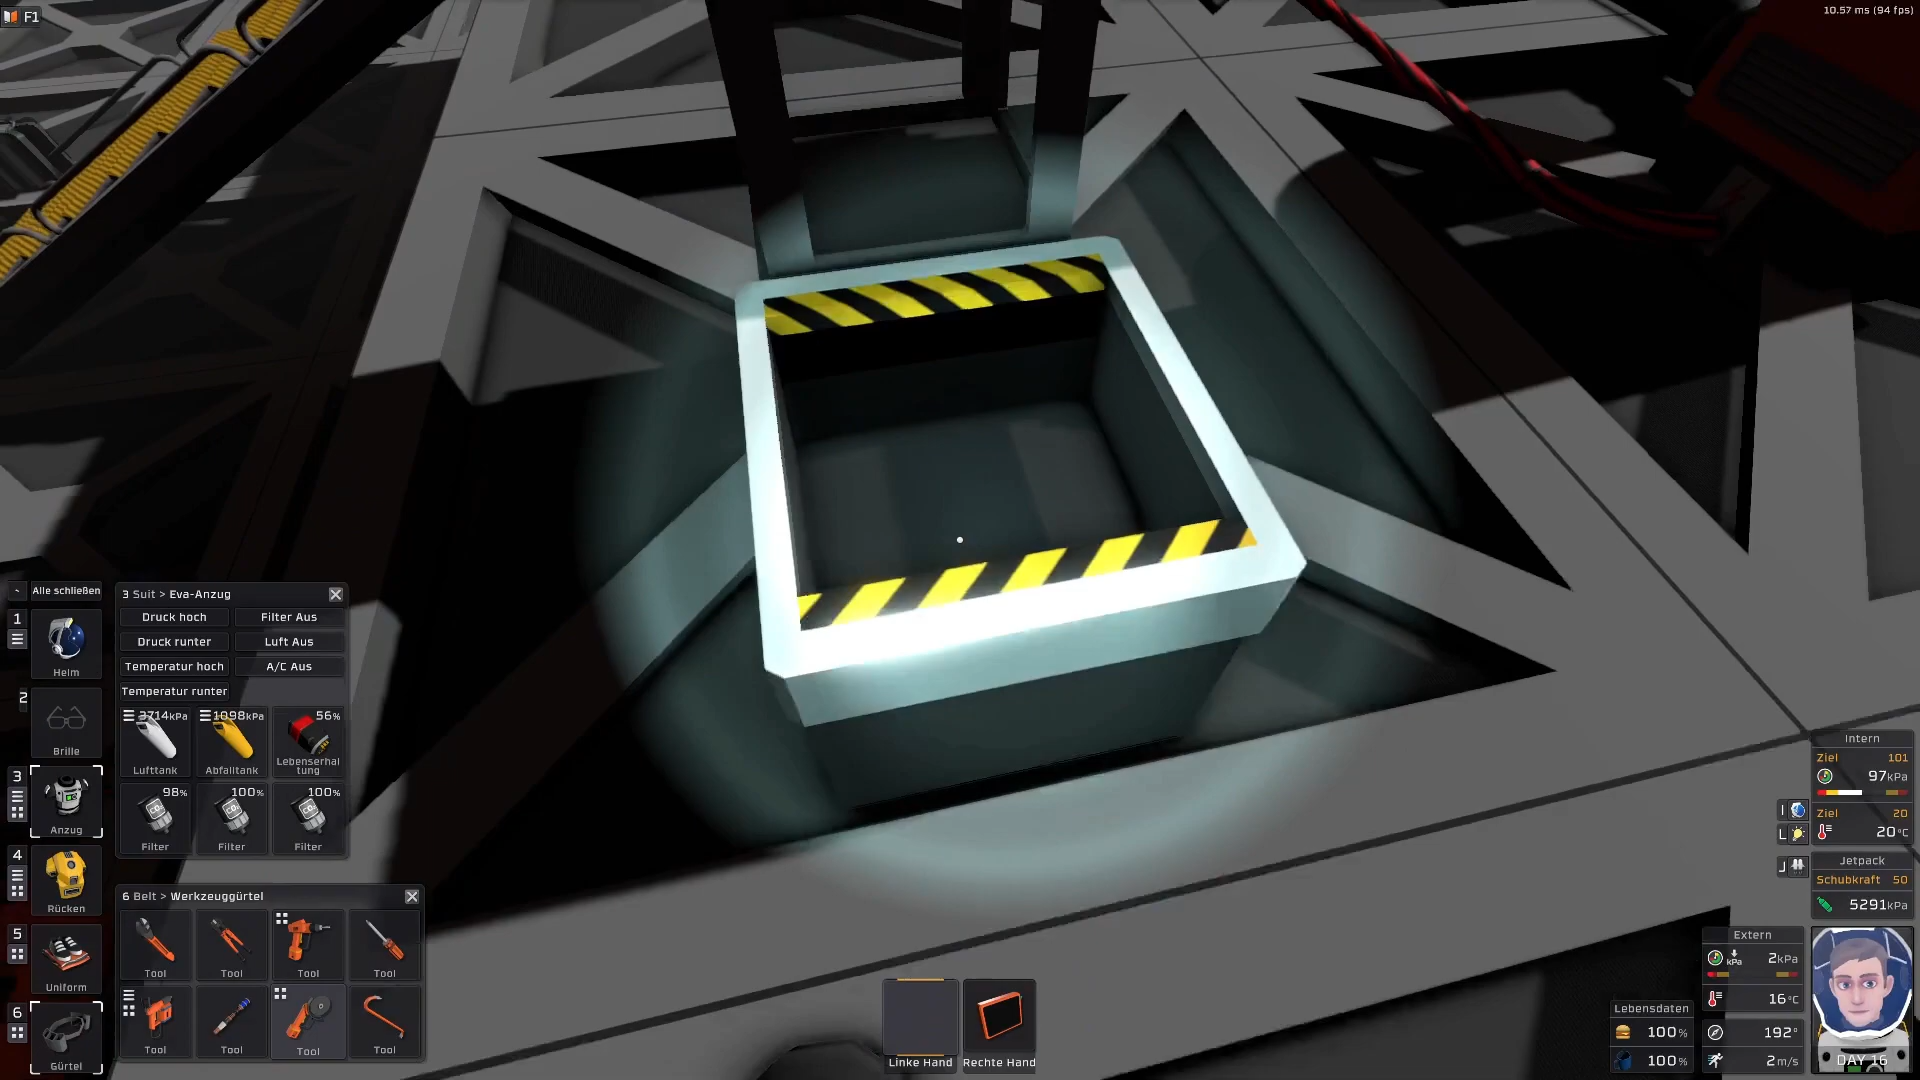 F1
10.57 ms (94 fps)
Alle schließen
1
Helm
2
Brille
3
Anzug
4
Rücken
5
Uniform
6
Gürtel
3 Suit > Eva-Anzug
Druck hoch
Filter Aus
Druck runter
Luft Aus
Temperatur hoch
A/C Aus
Temperatur runter
3714kPa
Lufttank
1098kPa
Abfalltank
56%
Lebenserhal
tung
98%
Filter
100%
Filter
100%
Filter
6 Belt > Werkzeuggürtel
Tool
Tool
Tool
Tool
Tool
Tool
Tool
Tool
Linke Hand
Rechte Hand
Intern
Ziel 101
97kPa
Ziel 20
20°C
I
L
J
Jetpack
Schubkraft 50
5291kPa
Extern
kPa
2kPa
16°C
192°
2m/s
Lebensdaten
100%
100%
DAY 16